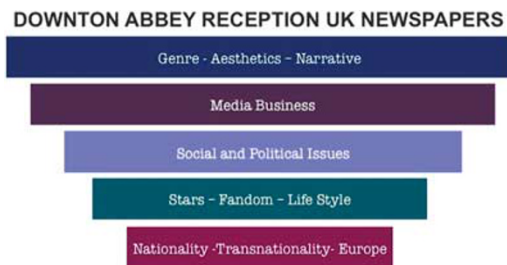 DOWNTON ABBEY RECEPTION UK NEWSPAPERS
Genre - Aesthetics – Narrative
Media Business
Social and Political Issues
Stars – Fandom – Life Style
Nationality -Transnationality- Europe